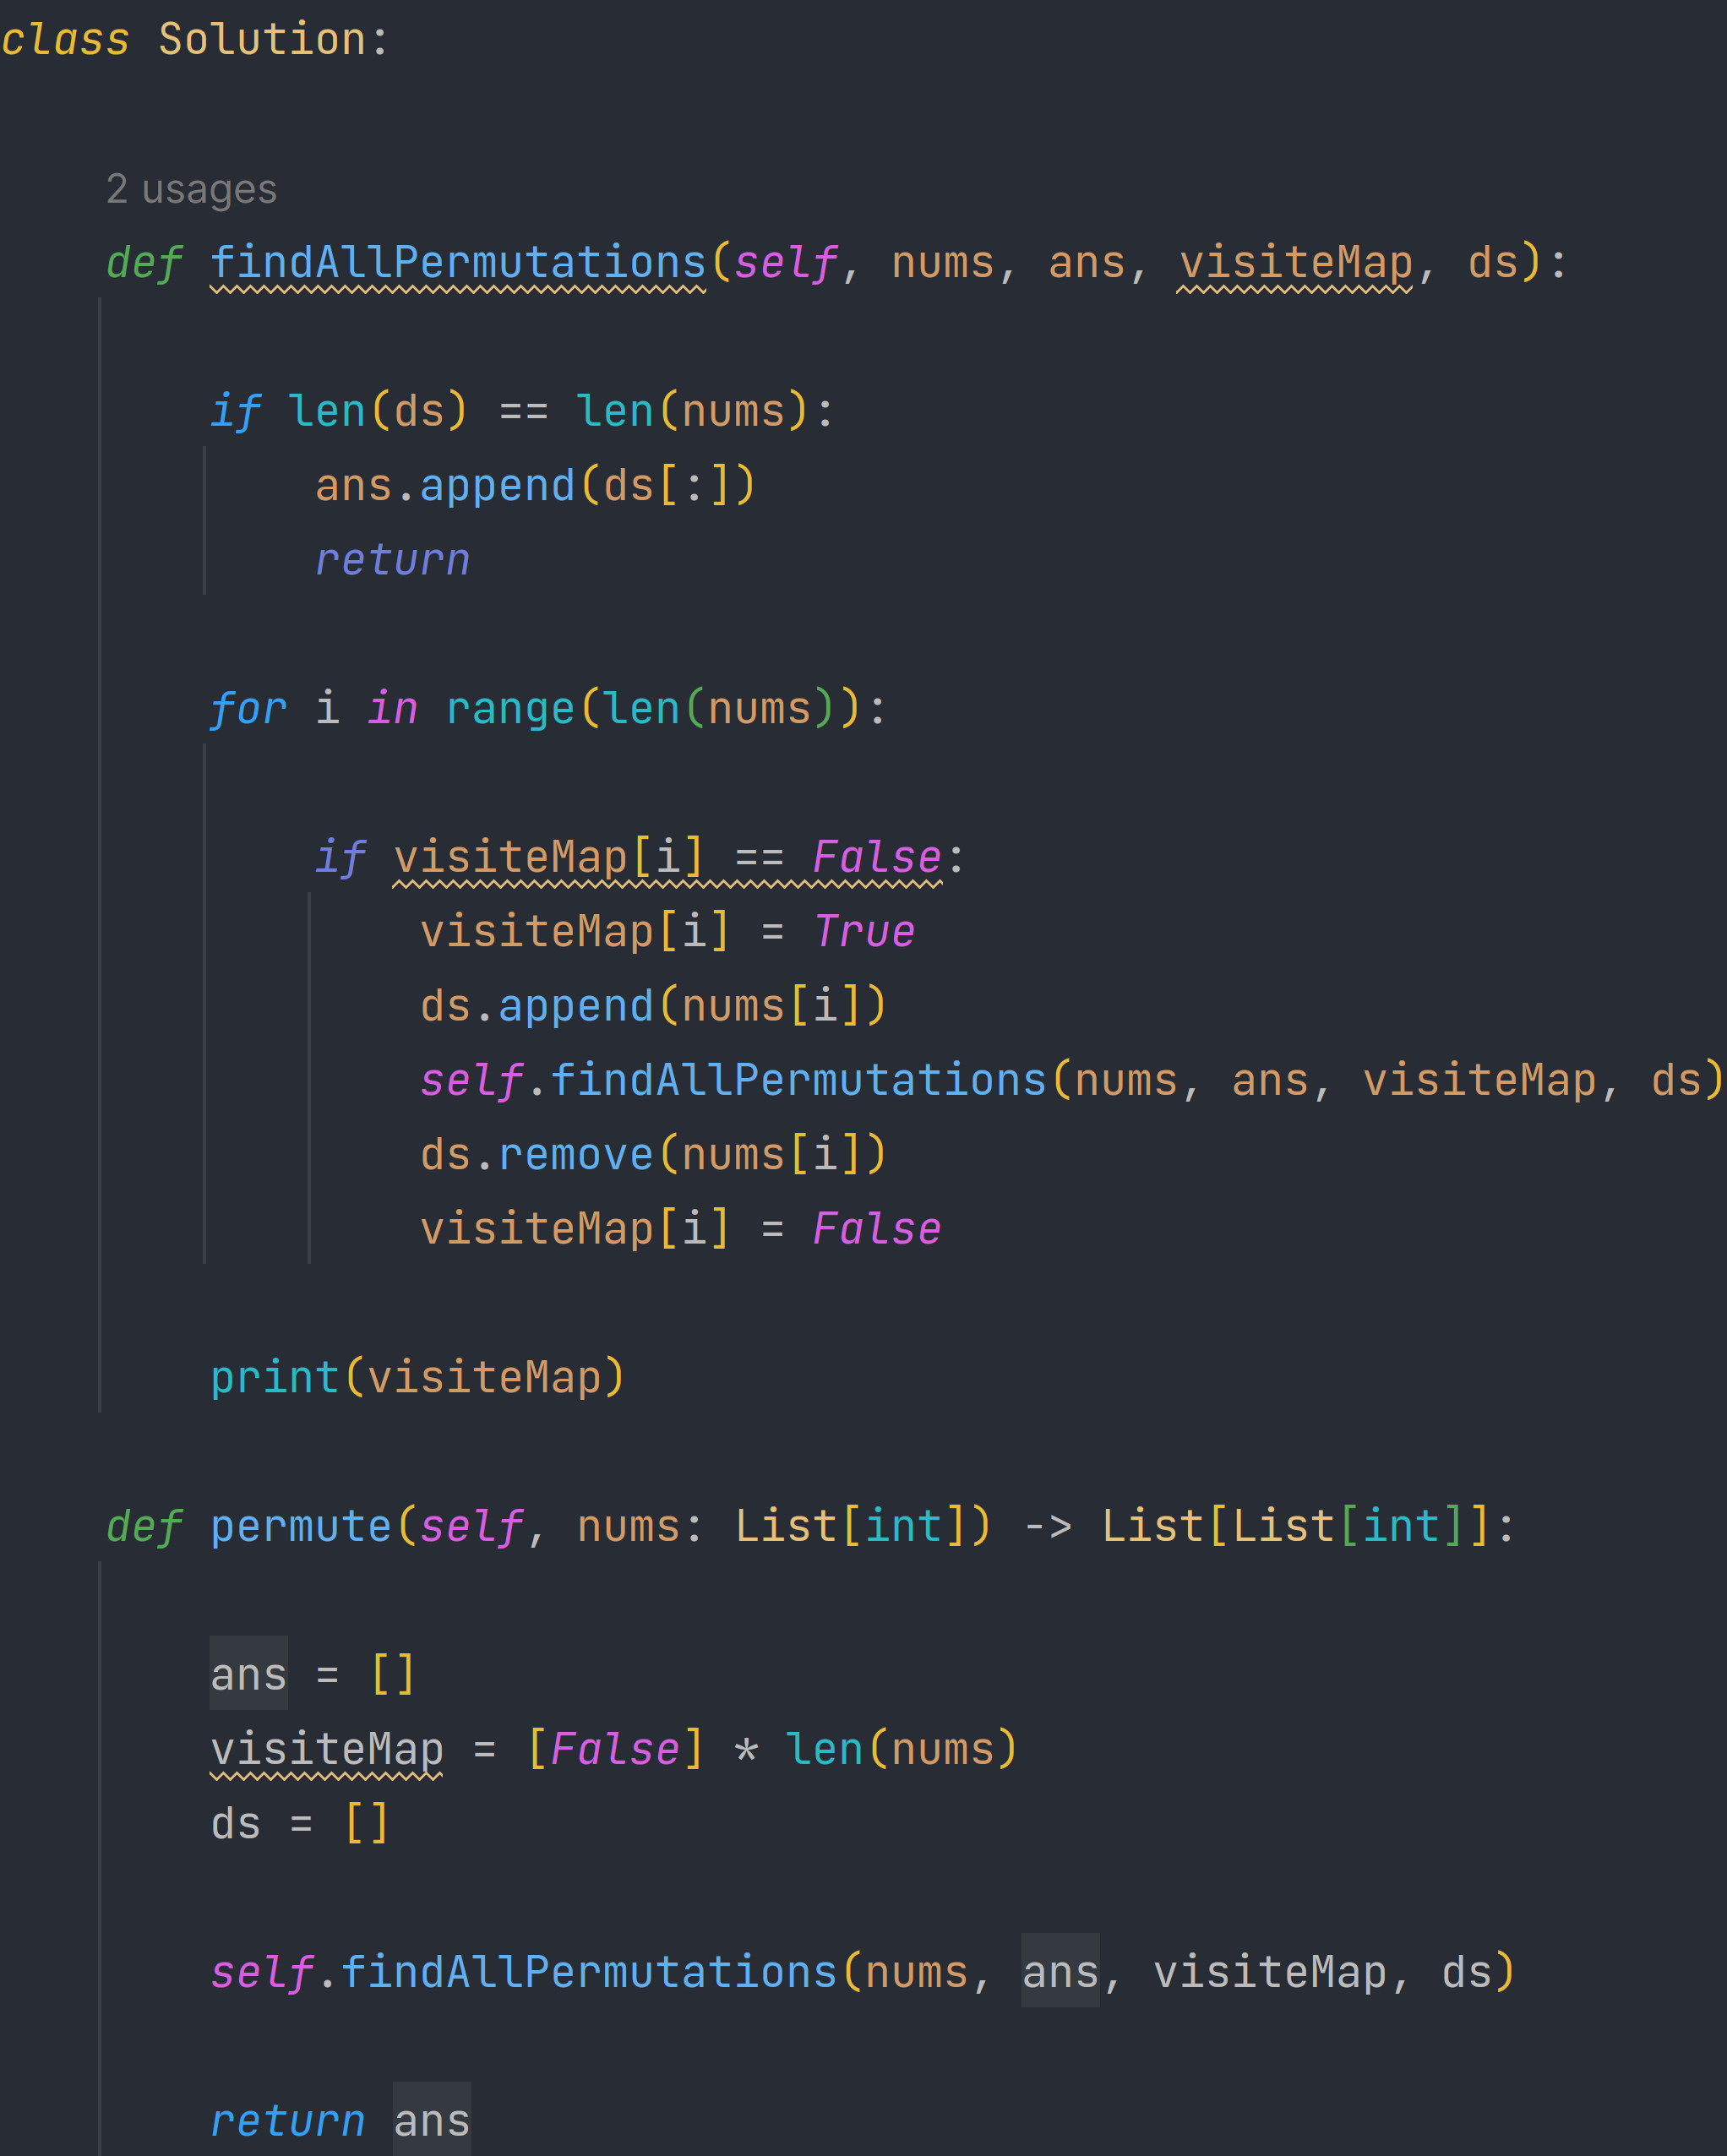 class Solution:
2 usages
def findAllPermutations(self, nums, ans, visiteMap, ds):
if len(ds) == len(nums):
ans.append(ds[:])
return
for i in range(len(nums)):
if visiteMap[i] == False:
visiteMap[i] = True
ds.append(nums[i])
self.findAllPermutations(nums, ans, visiteMap, ds)
ds.remove(nums[i])
visiteMap[i] = False
print(visiteMap)
def permute(self, nums: List[int]) -> List[List[int]]:
ans = []
visiteMap = [False] * len(nums)
ds = []
self.findAllPermutations(nums, ans, visiteMap, ds)
return ans